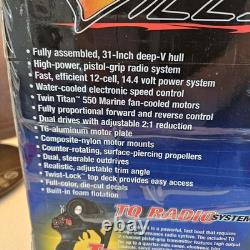 VILL
• Fully assembled, 31-Inch deep-V hull
• High-power, pistol-grip radio system
• Fast, efficient 12-cell, 14.4 volt power system
• Water-cooled electronic speed control
• Twin Titan™ 550 Marine fan-cooled motors
• Fully proportional forward and reverse control
• Dual drives with adjustable 2:1 reduction
• T6-aluminum motor plate
• Composite-nylon motor mounts
• Counter-rotating, surface-piercing propellers
• Dual, steerable outdrives
• Realistic, adjustable trim angle
• Twist-Lock™ top deck provides easy access
• Full-color, die-cut decals
• Built-in foam flotation
TQ RADIO SYSTEM